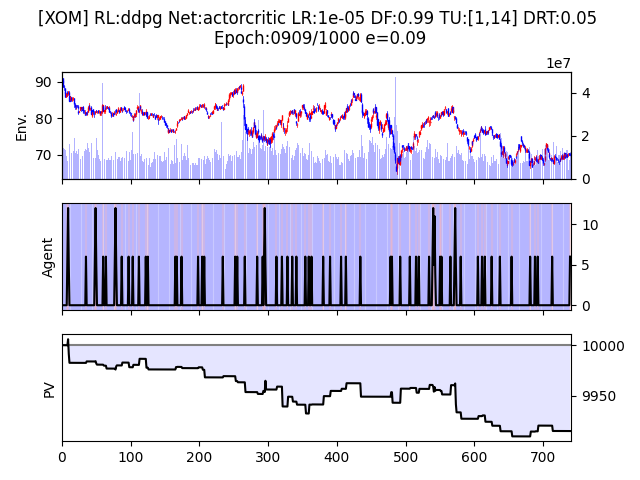 [XOM] RL:ddpg Net:actorcritic LR:1e-05 DF:0.99 TU:[1,14] DRT:0.05
Epoch:0909/1000 e=0.09
1e7
90
80
70
Env.
4
2
0
Agent
10
5
0
PV
10000
9950
0 100 200 300 400 500 600 700